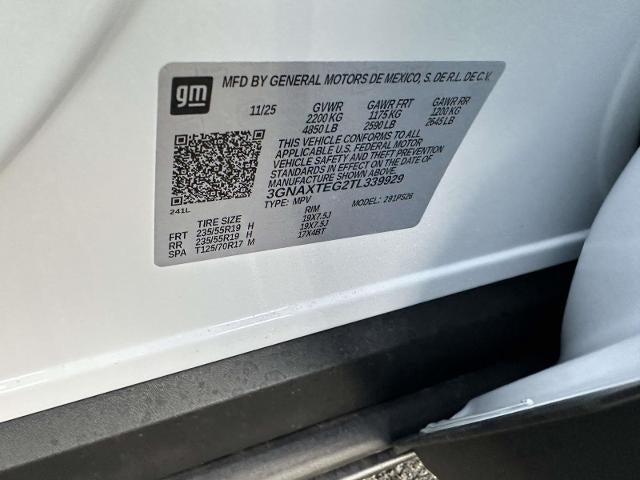 gm
MFD BY GENERAL MOTORS DE MEXICO, S. DE R.L. DE C.V.
11/25 GVWR GAWR FRT GAWR RR
2200 KG 1175 KG 1200 KG
4850 LB 2590 LB 2645 LB
THIS VEHICLE CONFORMS TO ALL
APPLICABLE U.S. FEDERAL MOTOR
VEHICLE SAFETY AND THEFT PREVENTION
STANDARDS IN EFFECT ON THE DATE OF
MANUFACTURE SHOWN ABOVE.
3GNAXTEG2TL339929
TYPE: MPV MODEL: 281PS26
241L
TIRE SIZE RIM
FRT 235/55R19 H 19X7.5J
RR 235/55R19 H 19X7.5J
SPA T125/70R17 M 17X4BT